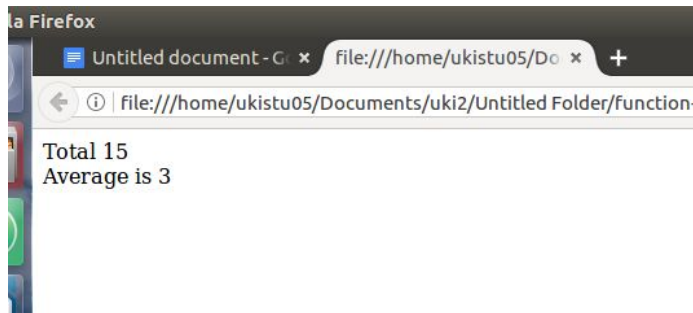 la Firefox
Untitled document - G
file:///home/ukistu05/Do
file:///home/ukistu05/Documents/uki2/Untitled Folder/function-
Total 15
Average is 3